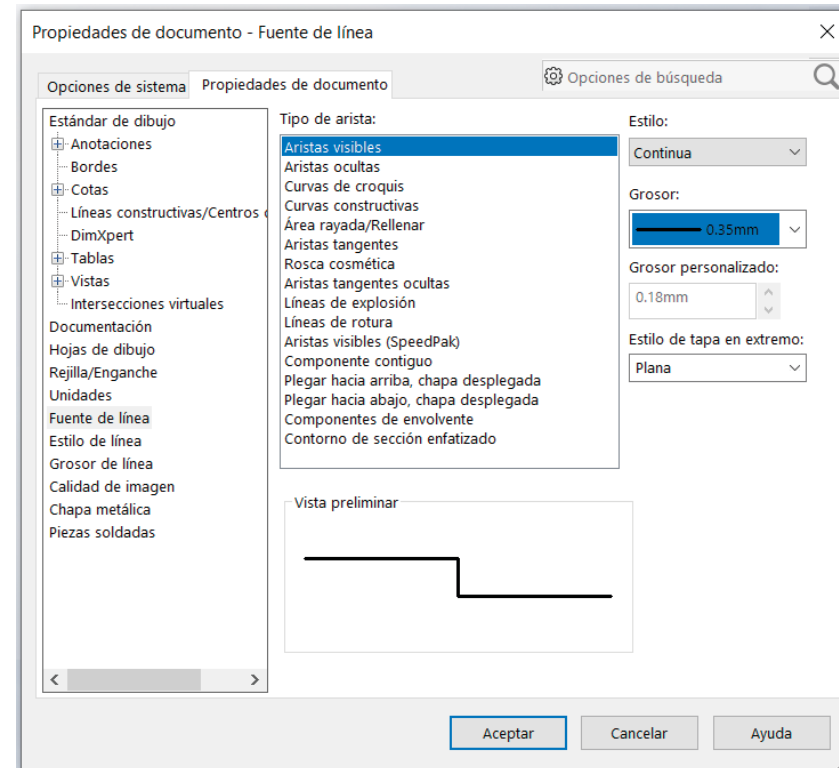 Propiedades de documento - Fuente de línea
Opciones de sistema
Propiedades de documento
Opciones de búsqueda
Estándar de dibujo
Anotaciones
Bordes
Cotas
Líneas constructivas/Centros
DimXpert
Tablas
Vistas
Intersecciones virtuales
Documentación
Hojas de dibujo
Rejilla/Enganche
Unidades
Fuente de línea
Estilo de línea
Grosor de línea
Calidad de imagen
Chapa metálica
Piezas soldadas
Tipo de arista:
Aristas visibles
Aristas ocultas
Curvas de croquis
Curvas constructivas
Área rayada/Rellenar
Aristas tangentes
Rosca cosmética
Aristas tangentes ocultas
Líneas de explosión
Líneas de rotura
Aristas visibles (SpeedPak)
Componente contiguo
Plegar hacia arriba, chapa desplegada
Plegar hacia abajo, chapa desplegada
Componentes de envolvente
Contorno de sección enfatizado
Estilo:
Continua
Grosor:
0.35mm
Grosor personalizado:
0.18mm
Estilo de tapa en extremo:
Plana
Vista preliminar
Aceptar
Cancelar
Ayuda